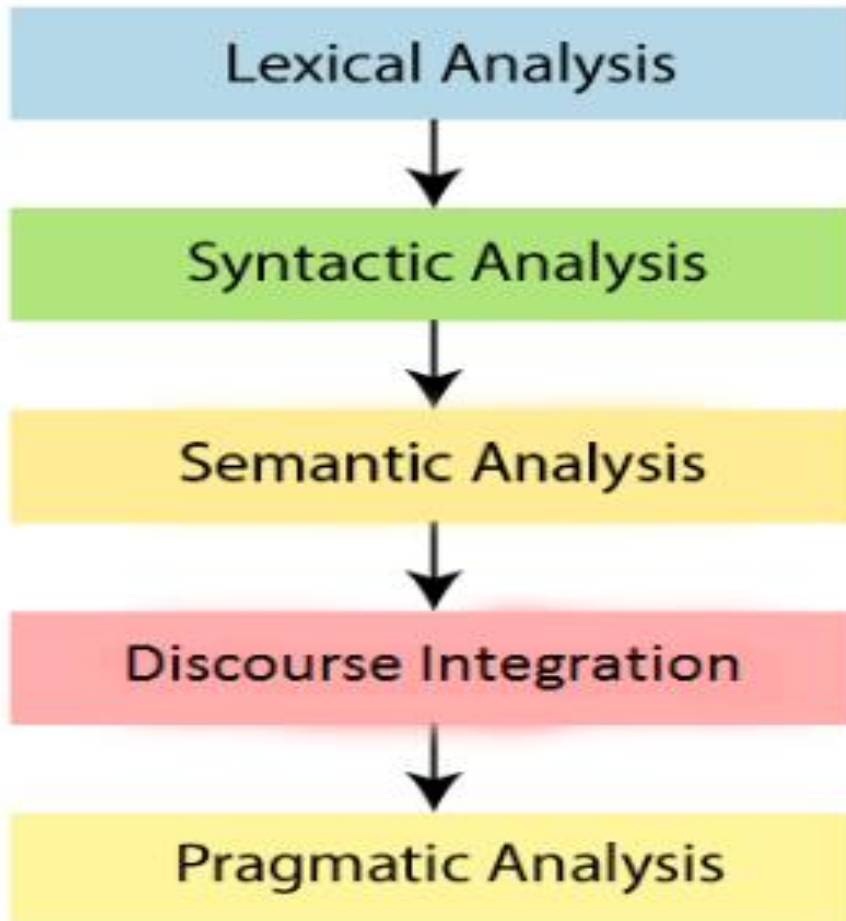 Lexical Analysis
Syntactic Analysis
Semantic Analysis
Discourse Integration
Pragmatic Analysis